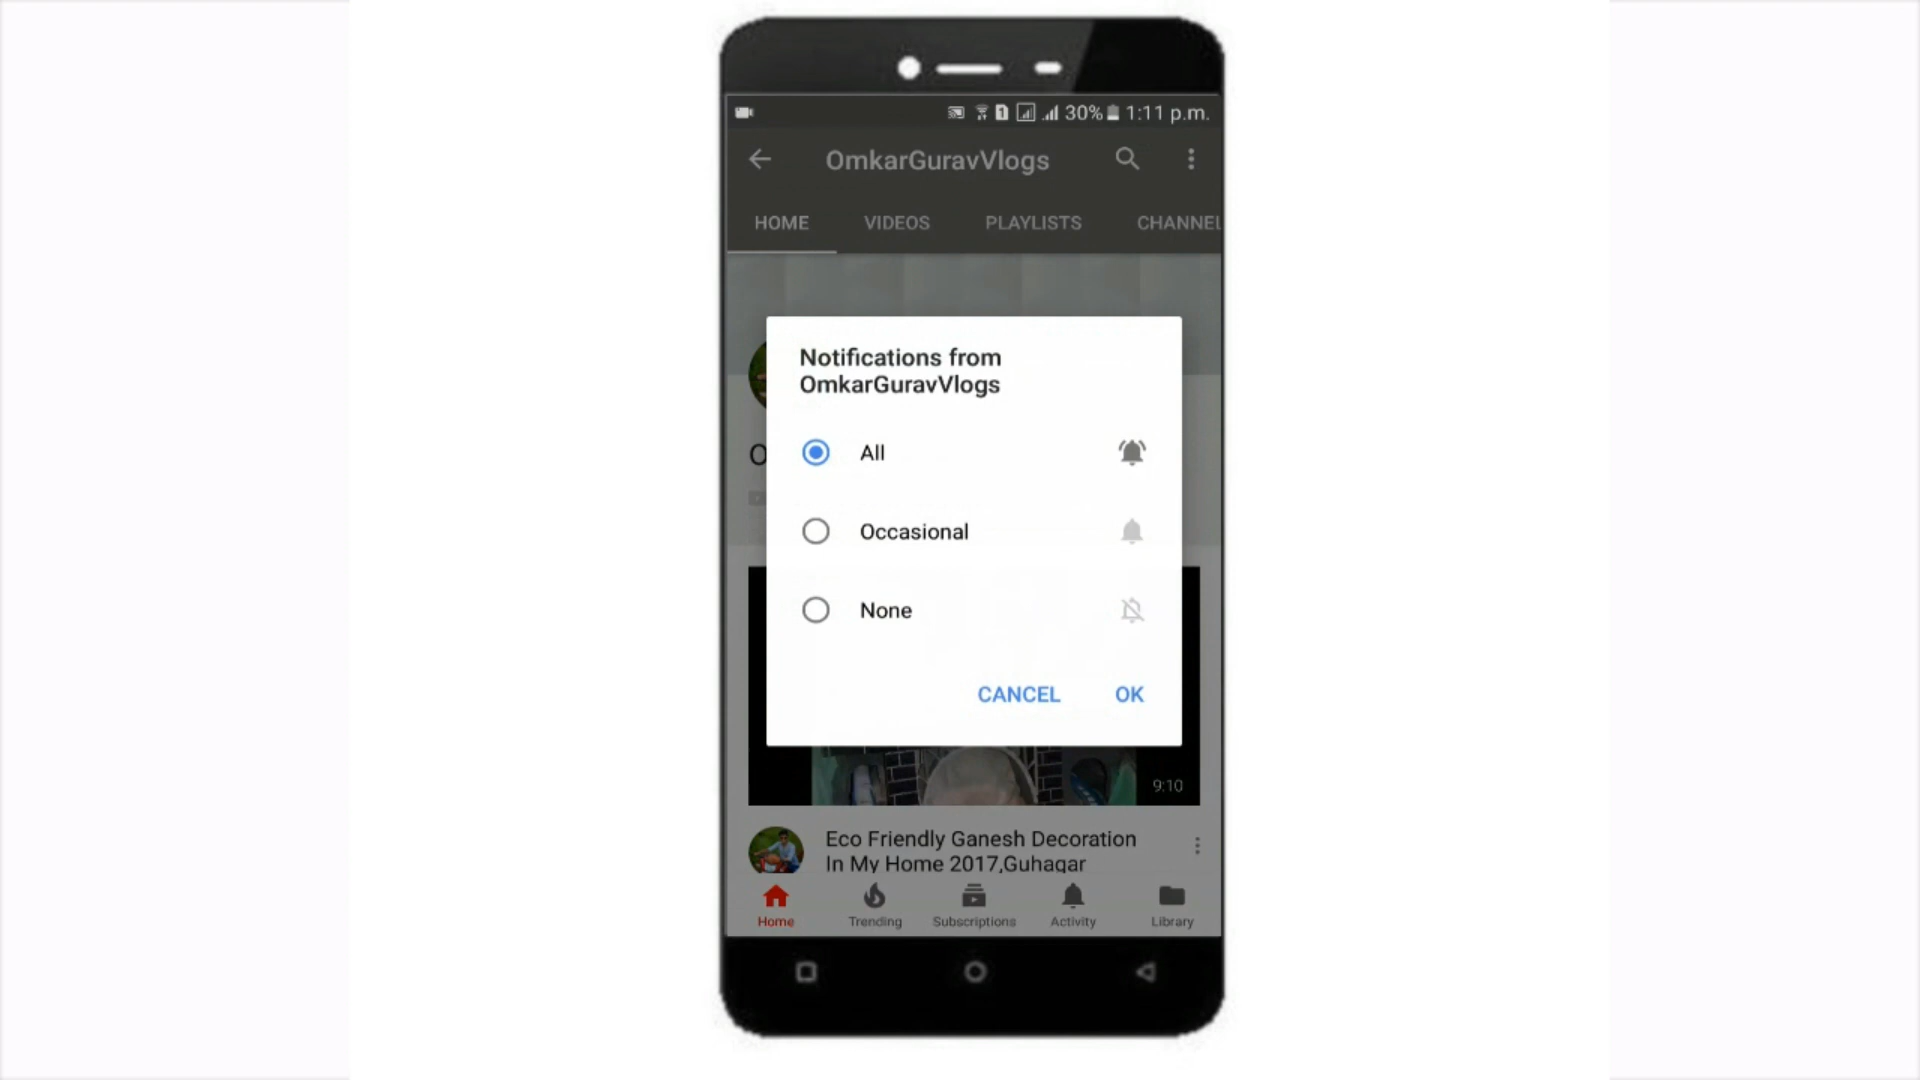 30% 1:11 p.m.
OmkarGuravVlogs
HOME VIDEOS PLAYLISTS CHANNEL
Notifications from
OmkarGuravVlogs
All
Occasional
None
CANCEL OK
9:10
Eco Friendly Ganesh Decoration
In My Home 2017,Guhagar
Home Trending Subscriptions Activity Library